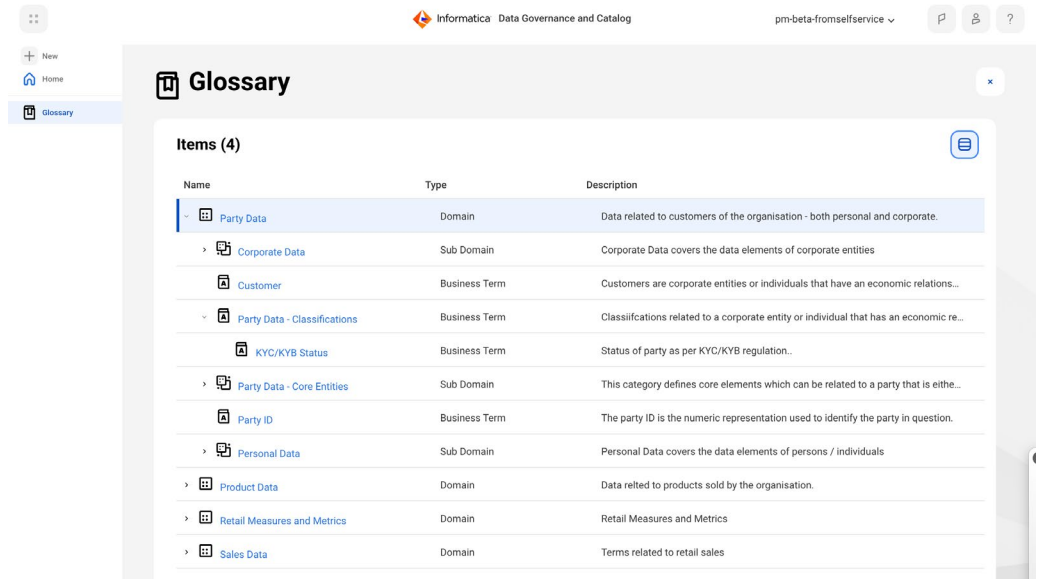 Informatica Data Governance and Catalog
pm-beta-fromselfservice
?
New
Home
Glossary
Glossary
Items (4)
Name Type Description
Party Data Domain Data related to customers of the organisation - both personal and corporate.
Corporate Data Sub Domain Corporate Data covers the data elements of corporate entities
Customer Business Term Customers are corporate entities or individuals that have an economic relations...
Party Data - Classifications Business Term Classiifcations related to a corporate entity or individual that has an economic re...
KYC/KYB Status Business Term Status of party as per KYC/KYB regulation..
Party Data - Core Entities Sub Domain This category defines core elements which can be related to a party that is eithe...
Party ID Business Term The party ID is the numeric representation used to identify the party in question.
Personal Data Sub Domain Personal Data covers the data elements of persons / individuals
Product Data Domain Data relted to products sold by the organisation.
Retail Measures and Metrics Domain Retail Measures and Metrics
Sales Data Domain Terms related to retail sales